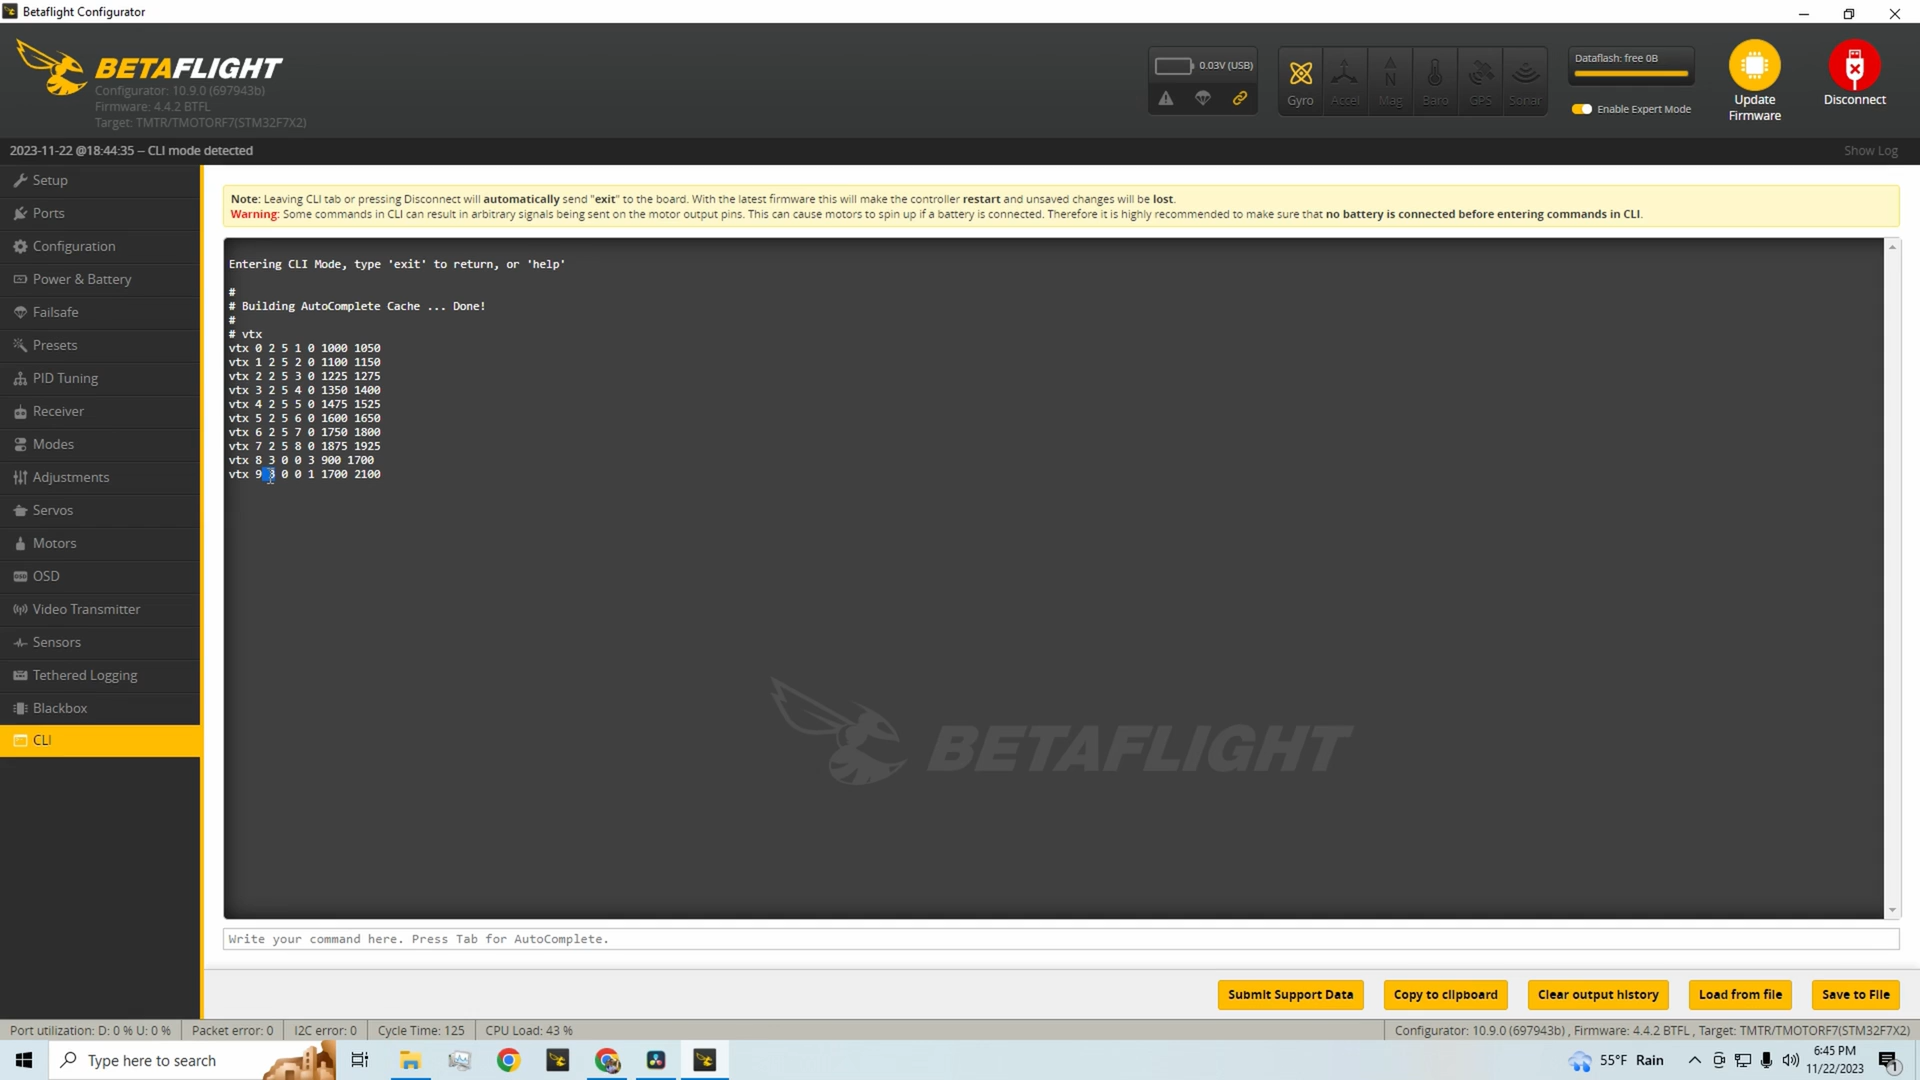 Betaflight Configurator
BETAFLIGHT
Configurator: 10.9.0 (697943b)
Firmware: 4.4.2 BTFL
Target: TMTR/TMOTORF7(STM32F7X2)
0.03V (USB)
Gyro
Accel
Mag
Baro
GPS
Sonar
Dataflash: free 0B
Enable Expert Mode
Update
Firmware
Disconnect
2023-11-22 @18:44:35 -- CLI mode detected
Show Log
Setup
Ports
Configuration
Power & Battery
Failsafe
Presets
PID Tuning
Receiver
Modes
Adjustments
Servos
Motors
OSD
Video Transmitter
Sensors
Tethered Logging
Blackbox
CLI
Note: Leaving CLI tab or pressing Disconnect will automatically send "exit" to the board. With the latest firmware this will make the controller restart and unsaved changes will be lost.
Warning: Some commands in CLI can result in arbitrary signals being sent on the motor output pins. This can cause motors to spin up if a battery is connected. Therefore it is highly recommended to make sure that no battery is connected before entering commands in CLI.
Entering CLI Mode, type 'exit' to return, or 'help'
#
# Building AutoComplete Cache ... Done!
#
# vtx
vtx 0 2 5 1 0 1000 1050
vtx 1 2 5 2 0 1100 1150
vtx 2 2 5 3 0 1225 1275
vtx 3 2 5 4 0 1350 1400
vtx 4 2 5 5 0 1475 1525
vtx 5 2 5 6 0 1600 1650
vtx 6 2 5 7 0 1750 1800
vtx 7 2 5 8 0 1875 1925
vtx 8 3 0 0 3 900 1700
vtx 9 3 0 0 1 1700 2100
BETAFLIGHT
Write your command here. Press Tab for AutoComplete.
Submit Support Data
Copy to clipboard
Clear output history
Load from file
Save to File
Port utilization: D: 0 % U: 0 %
Packet error: 0
I2C error: 0
Cycle Time: 125
CPU Load: 43 %
Configurator: 10.9.0 (697943b) , Firmware: 4.4.2 BTFL , Target: TMTR/TMOTORF7(STM32F7X2)
Type here to search
55°F Rain
6:45 PM
11/22/2023
1